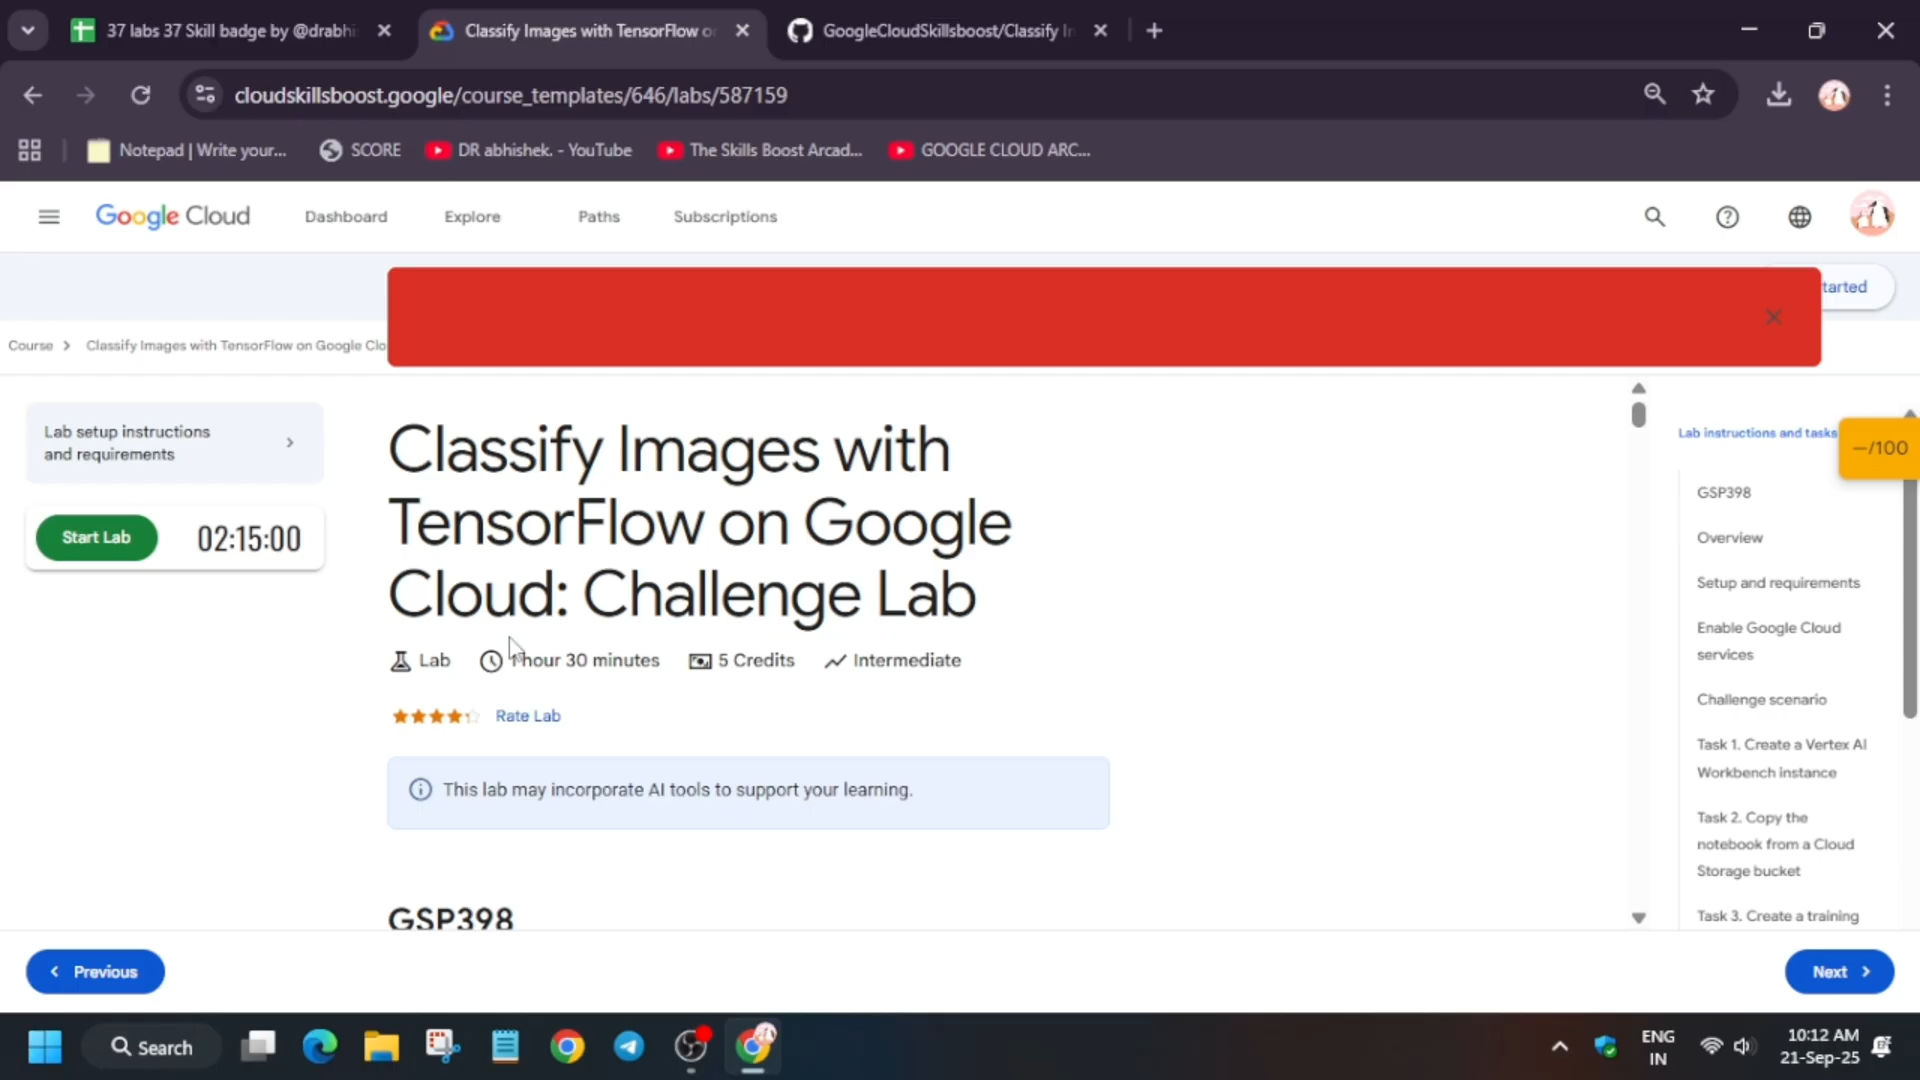 37 labs 37 Skill badge by @drabhi
Classify Images with TensorFlow o
GoogleCloudSkillsboost/Classify I
cloudskillsboost.google/course_templates/646/labs/587159
Notepad | Write your...
SCORE
DR abhishek. - YouTube
The Skills Boost Arcad...
GOOGLE CLOUD ARC...
Google Cloud
Dashboard
Explore
Paths
Subscriptions
tarted
Course
Classify Images with TensorFlow on Google Clo
Lab setup instructions
and requirements
Start Lab
02:15:00
Classify Images with
TensorFlow on Google
Cloud: Challenge Lab
Lab
1 hour 30 minutes
5 Credits
Intermediate
Rate Lab
This lab may incorporate AI tools to support your learning.
GSP398
Lab instructions and tasks
—/100
GSP398
Overview
Setup and requirements
Enable Google Cloud
services
Challenge scenario
Task 1. Create a Vertex AI
Workbench instance
Task 2. Copy the
notebook from a Cloud
Storage bucket
Task 3. Create a training
Previous
Next
Search
ENG
IN
10:12 AM
21-Sep-25